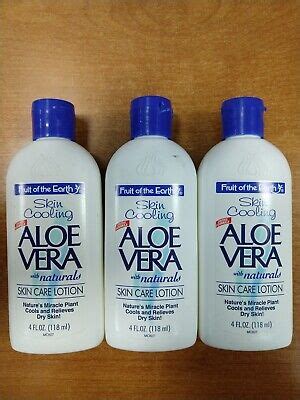 Fruit of the Earth
Skin
Cooling
ALOE
VERA
with naturals
SKIN CARE LOTION
Nature's Miracle Plant
Cools and Relieves
Dry Skin!
4 FL OZ. (118 ml)
Fruit of the Earth
Skin
Cooling
ALOE
VERA
with naturals
SKIN CARE LOTION
Nature's Miracle Plant
Cools and Relieves
Dry Skin!
4 FL OZ. (118 ml)
Fruit of the Earth
Skin
Cooling
ALOE
VERA
with naturals
SKIN CARE LOTION
Nature's Miracle Plant
Cools and Relieves
Dry Skin!
4 FL OZ. (118 ml)